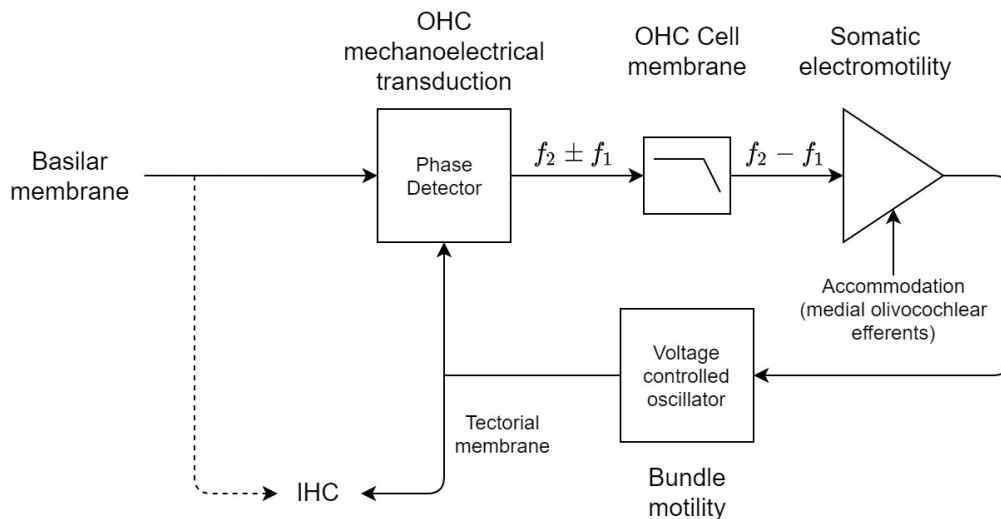 OHC
mechanoelectrical
transduction
OHC Cell
membrane
Somatic
electromotility
Basilar
membrane
Phase
Detector
f₂ ± f₁
f₂ − f₁
Accommodation
(medial olivocochlear
efferents)
Voltage
controlled
oscillator
Tectorial
membrane
IHC
Bundle
motility